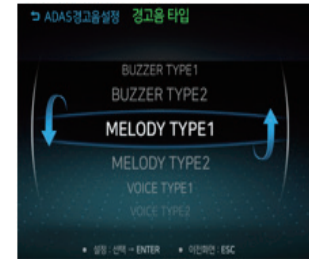 ADAS경고음설정 경고음 타입
BUZZER TYPE1
BUZZER TYPE2
MELODY TYPE1
MELODY TYPE2
VOICE TYPE1
VOICE TYPE2
• 설정 : 선택 → ENTER • 이전화면 : ESC